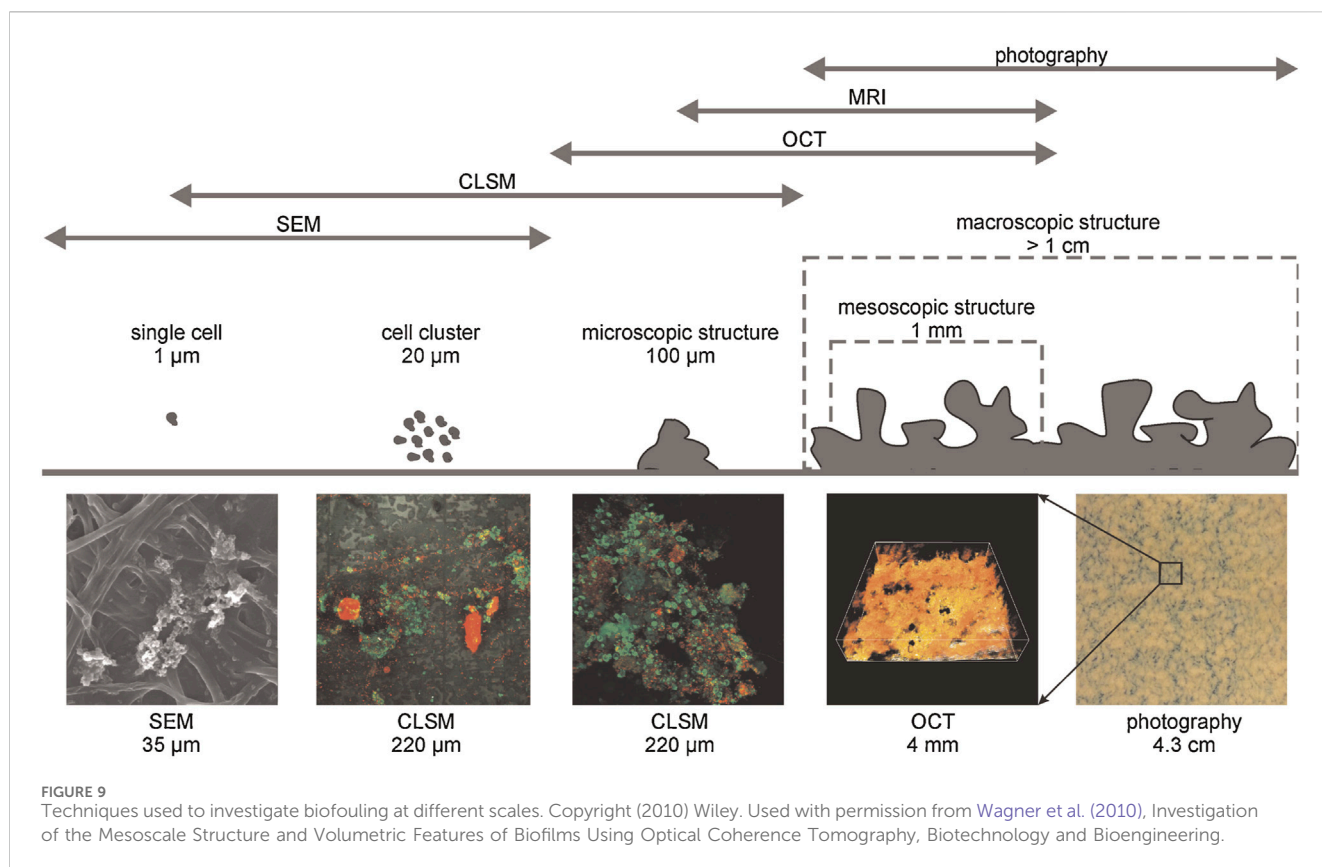 photography
MRI
OCT
CLSM
SEM
macroscopic structure
> 1 cm
mesoscopic structure
1 mm
single cell
1 µm
cell cluster
20 µm
microscopic structure
100 µm
SEM
35 µm
CLSM
220 µm
CLSM
220 µm
OCT
4 mm
photography
4.3 cm
FIGURE 9
Techniques used to investigate biofouling at different scales. Copyright (2010) Wiley. Used with permission from Wagner et al. (2010), Investigation
of the Mesoscale Structure and Volumetric Features of Biofilms Using Optical Coherence Tomography, Biotechnology and Bioengineering.